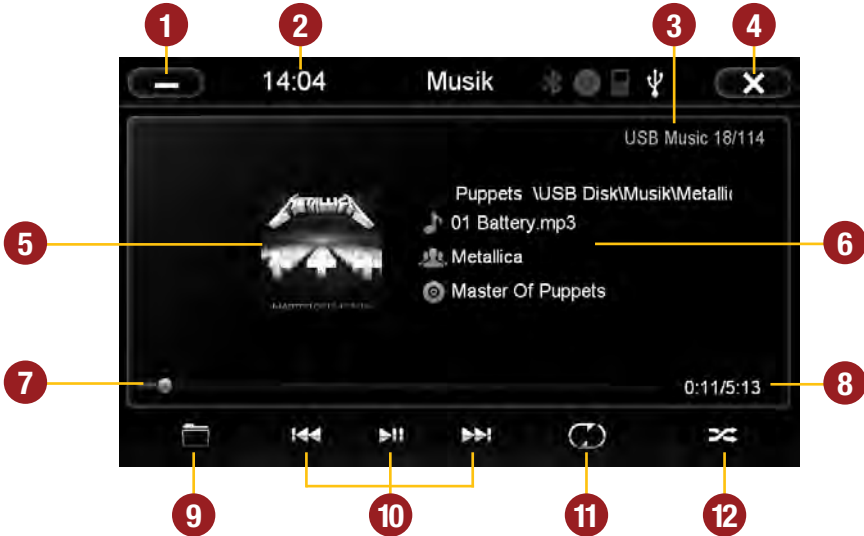 1 2 3 4
14:04 Musik
USB Music 18/114
Puppets \USB Disk\Musik\Metallic
METALLICA
01 Battery.mp3
5 6
Metallica
Master Of Puppets
7 8
0:11/5:13
9 10 11 12